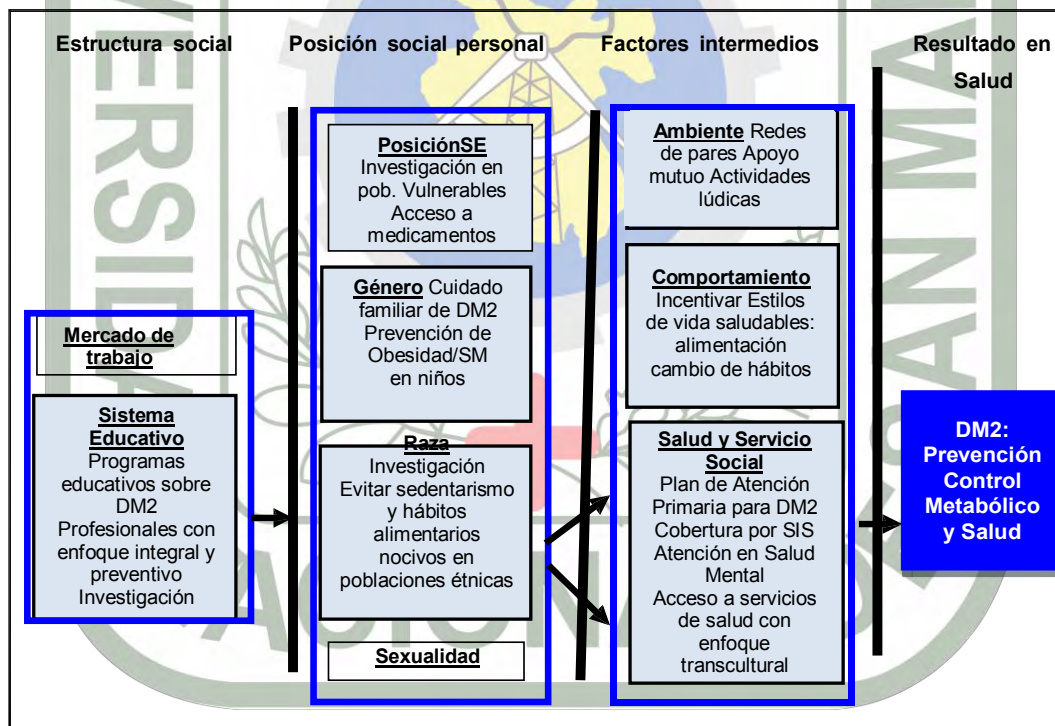 Estructura social
Posición social personal
Factores intermedios
Resultado en
Salud
Mercado de
trabajo
Sistema
Educativo
Programas
educativos sobre
DM2
Profesionales con
enfoque integral y
preventivo
Investigación
PosiciónSE
Investigación en
pob. Vulnerables
Acceso a
medicamentos
Género Cuidado
familiar de DM2
Prevención de
Obesidad/SM
en niños
Raza
Investigación
Evitar sedentarismo
y hábitos
alimentarios
nocivos en
poblaciones étnicas
Sexualidad
Ambiente Redes
de pares Apoyo
mutuo Actividades
lúdicas
Comportamiento
Incentivar Estilos
de vida saludables:
alimentación
cambio de hábitos
Salud y Servicio
Social
Plan de Atención
Primaria para DM2
Cobertura por SIS
Atención en Salud
Mental
Acceso a servicios
de salud con
enfoque
transcultural
DM2:
Prevención
Control
Metabólico
y Salud